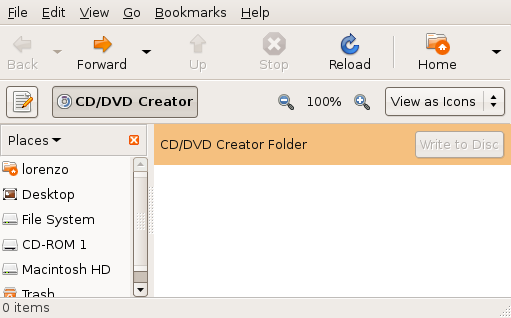 File Edit View Go Bookmarks Help
Back Forward Up Stop Reload Home
CD/DVD Creator 100% View as Icons
Places
CD/DVD Creator Folder Write to Disc
lorenzo
Desktop
File System
CD-ROM 1
Macintosh HD
Trash
0 items